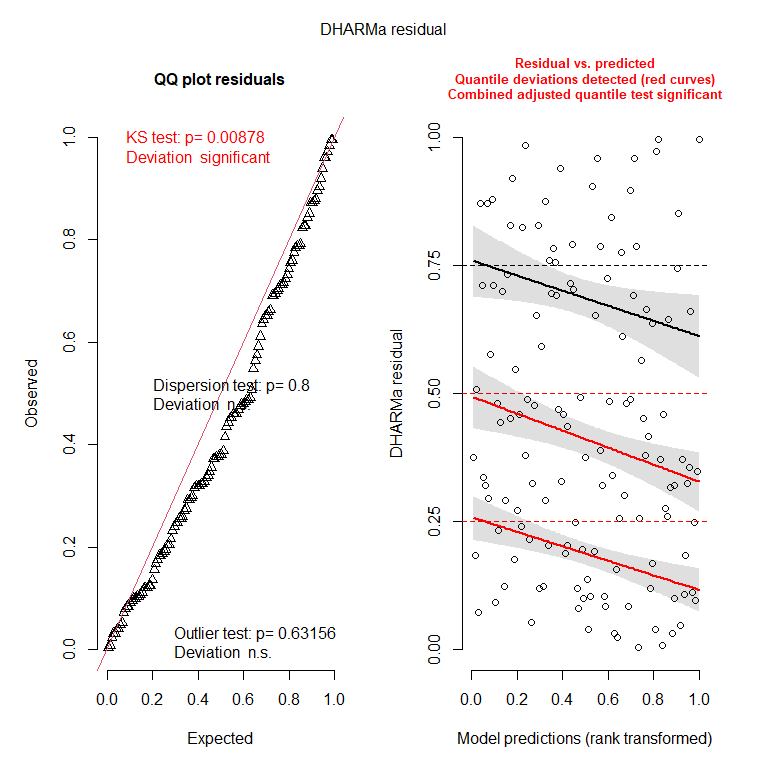 DHARMa residual
QQ plot residuals
KS test: p= 0.00878
Deviation significant
Dispersion test: p= 0.8
Deviation n.s.
Outlier test: p= 0.63156
Deviation n.s.
Observed
0.0 0.2 0.4 0.6 0.8 1.0
0.0 0.2 0.4 0.6 0.8 1.0
Expected
Residual vs. predicted
Quantile deviations detected (red curves)
Combined adjusted quantile test significant
DHARMa residual
0.00 0.25 0.50 0.75 1.00
0.0 0.2 0.4 0.6 0.8 1.0
Model predictions (rank transformed)